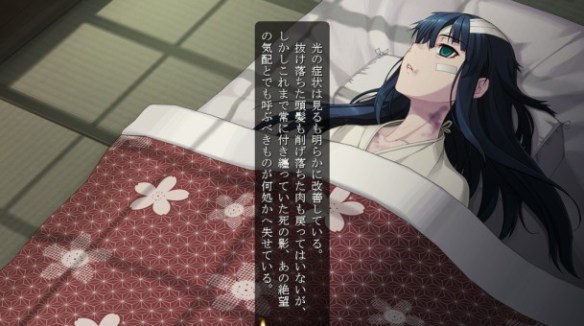 光の症状は見るも明らかに改善している。
抜け落ちた頭髪も削げ落ちた肉も戻ってはいないが、
しかしこれまで常に付き纏っていた死の影、あの絶望
の気配とでも呼ぶべきものが何処かへ失せている。